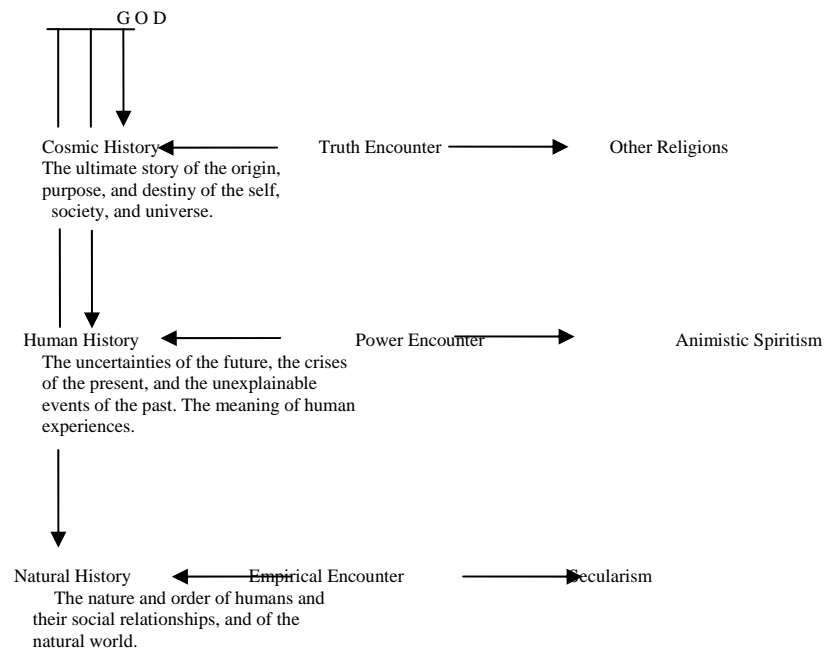 G O D
Cosmic History Truth Encounter Other Religions
The ultimate story of the origin,
purpose, and destiny of the self,
society, and universe.
Human History Power Encounter Animistic Spiritism
The uncertainties of the future, the crises
of the present, and the unexplainable
events of the past. The meaning of human
experiences.
Natural History Empirical Encounter Secularism
The nature and order of humans and
their social relationships, and of the
natural world.